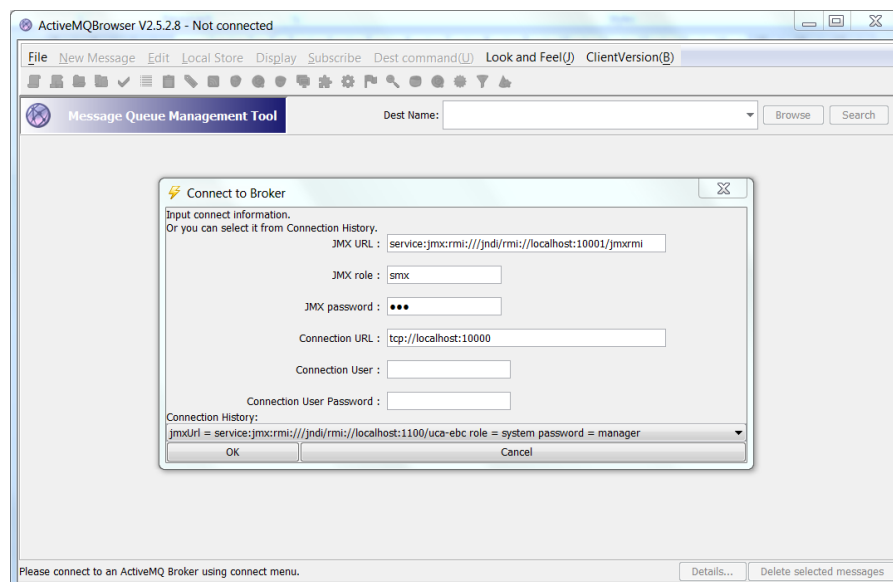 ActiveMQBrowser V2.5.2.8 - Not connected
File New Message Edit Local Store Display Subscribe Dest command(U) Look and Feel(J) ClientVersion(B)
Message Queue Management Tool Dest Name: Browse Search
Connect to Broker
Input connect information.
Or you can select it from Connection History.
JMX URL : service:jmx:rmi:///jndi/rmi://localhost:10001/jmxrmi
JMX role : smx
JMX password : •••
Connection URL : tcp://localhost:10000
Connection User :
Connection User Password :
Connection History:
jmxUrl = service:jmx:rmi:///jndi/rmi://localhost:1100/uca-ebc role = system password = manager
OK Cancel
Please connect to an ActiveMQ Broker using connect menu. Details... Delete selected messages